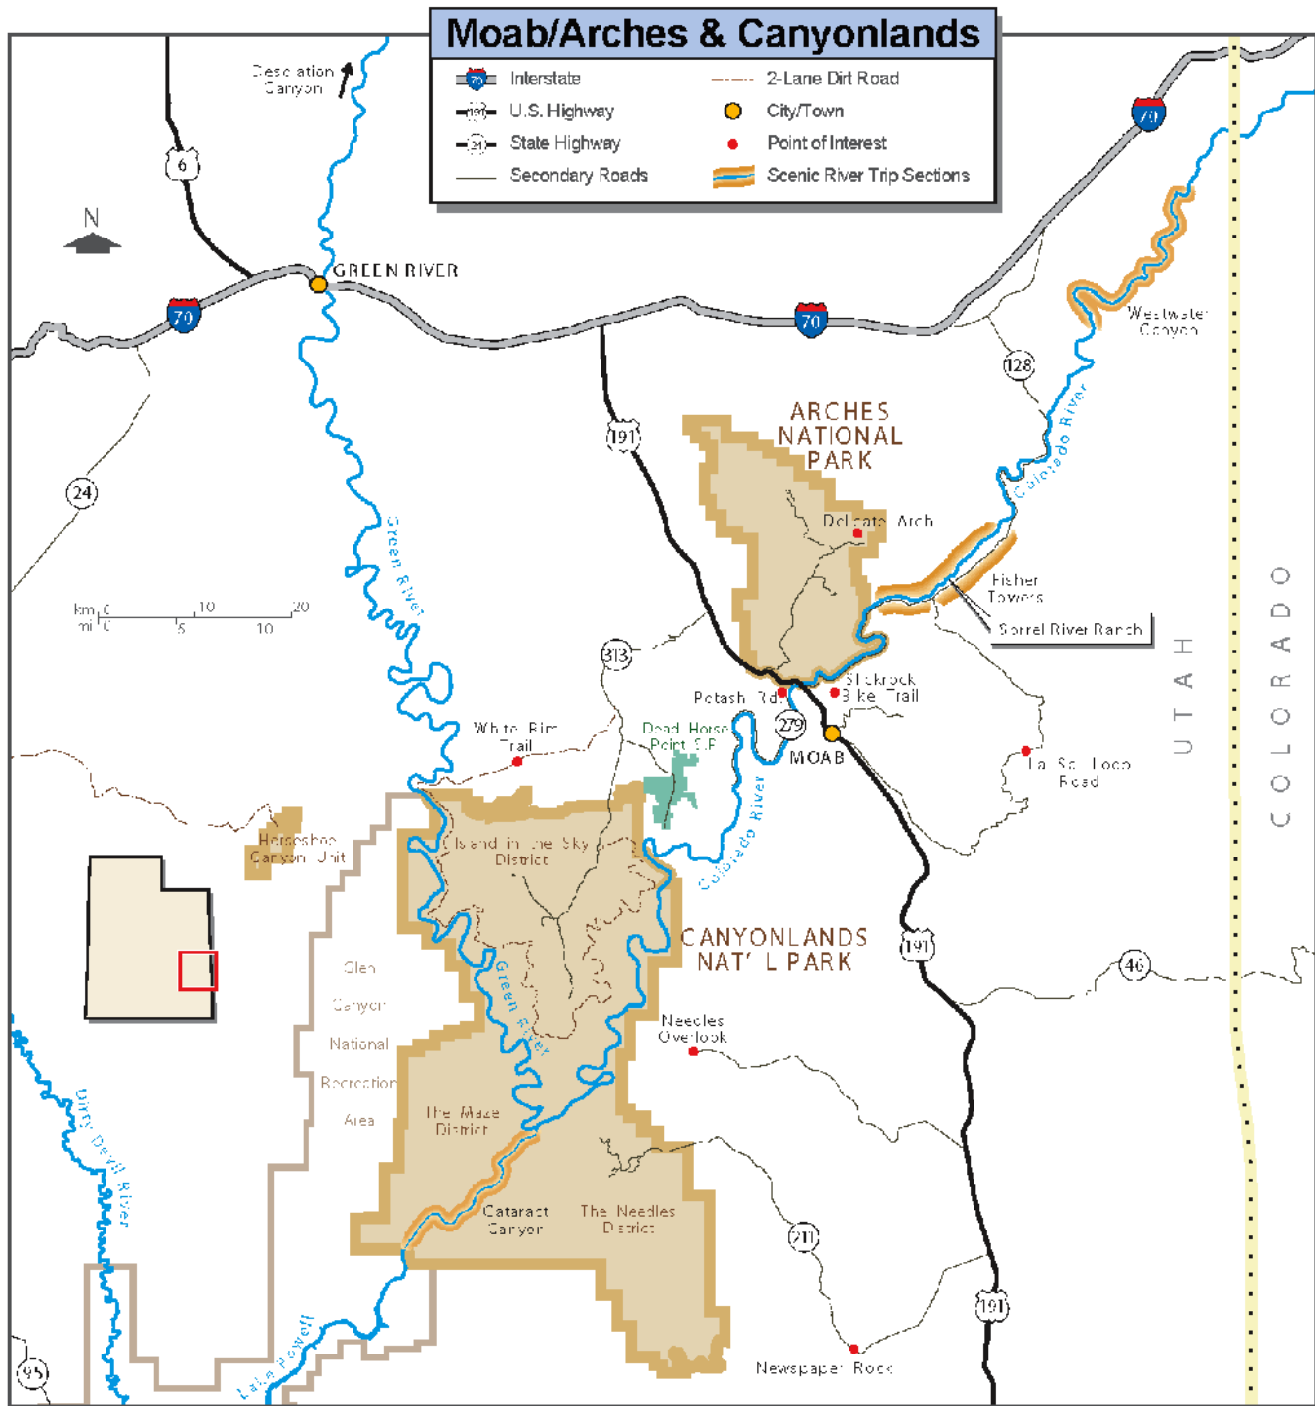 Moab/Arches & Canyonlands
70 Interstate
191 U.S. Highway
24 State Highway
Secondary Roads
2-Lane Dirt Road
City/Town
Point of Interest
Scenic River Trip Sections
Desolation
Canyon
6
N
GREEN RIVER
70
70
70
Westwater
Canyon
128
191
ARCHES
NATIONAL
PARK
Colorado River
24
Green River
Delicate Arch
Fisher
Towers
Sorrel River Ranch
km 0 10 20
mi 0 5 10
313
UTAH
COLORADO
Potash Rd.
Slickrock
Bike Trail
279
MOAB
White Rim
Trail
Dead Horse
Point S.P.
La Sal Loop
Road
Colorado River
Horseshoe
Canyon Unit
Island in the Sky
District
CANYONLANDS
NAT' L PARK
191
46
Glen
Canyon
National
Recreation
Area
Green River
Needles
Overlook
Dirty Devil River
The Maze
District
Cataract
Canyon
The Needles
District
211
191
Lake Powell
Newspaper Rock
95